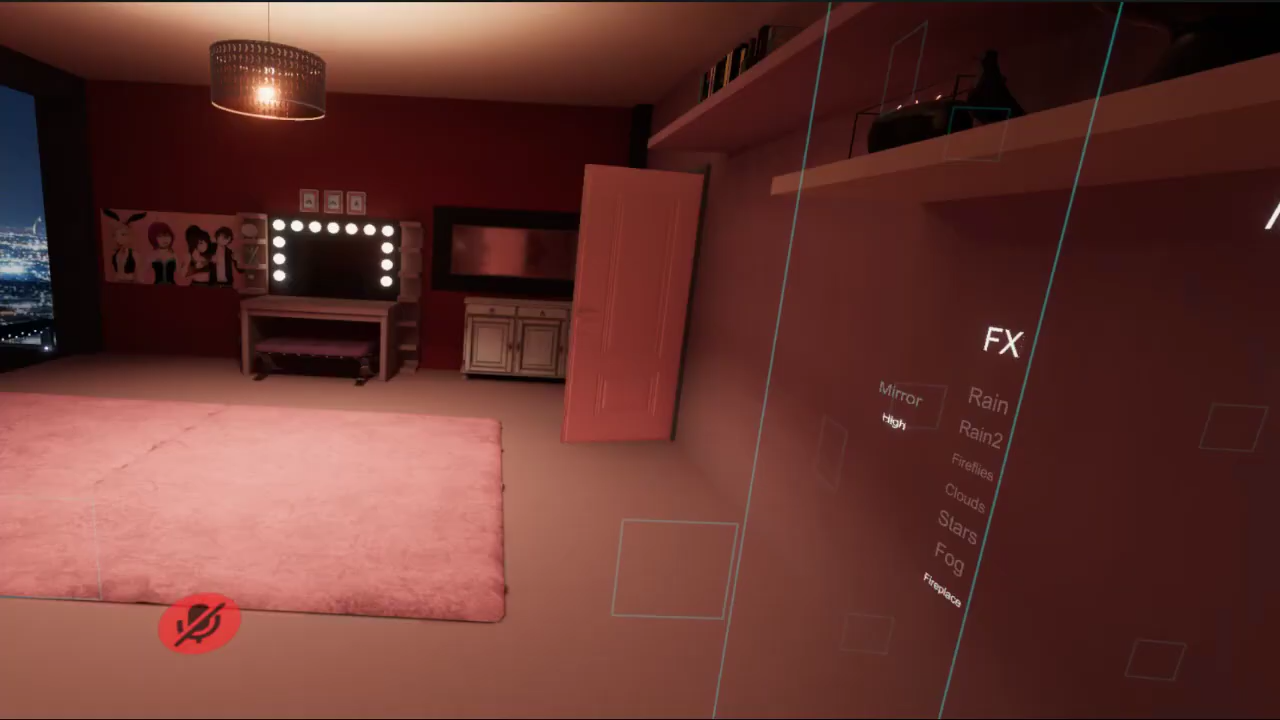 FX
Mirror
High
Rain
Rain2
Fireflies
Clouds
Stars
Fog
Fireplace